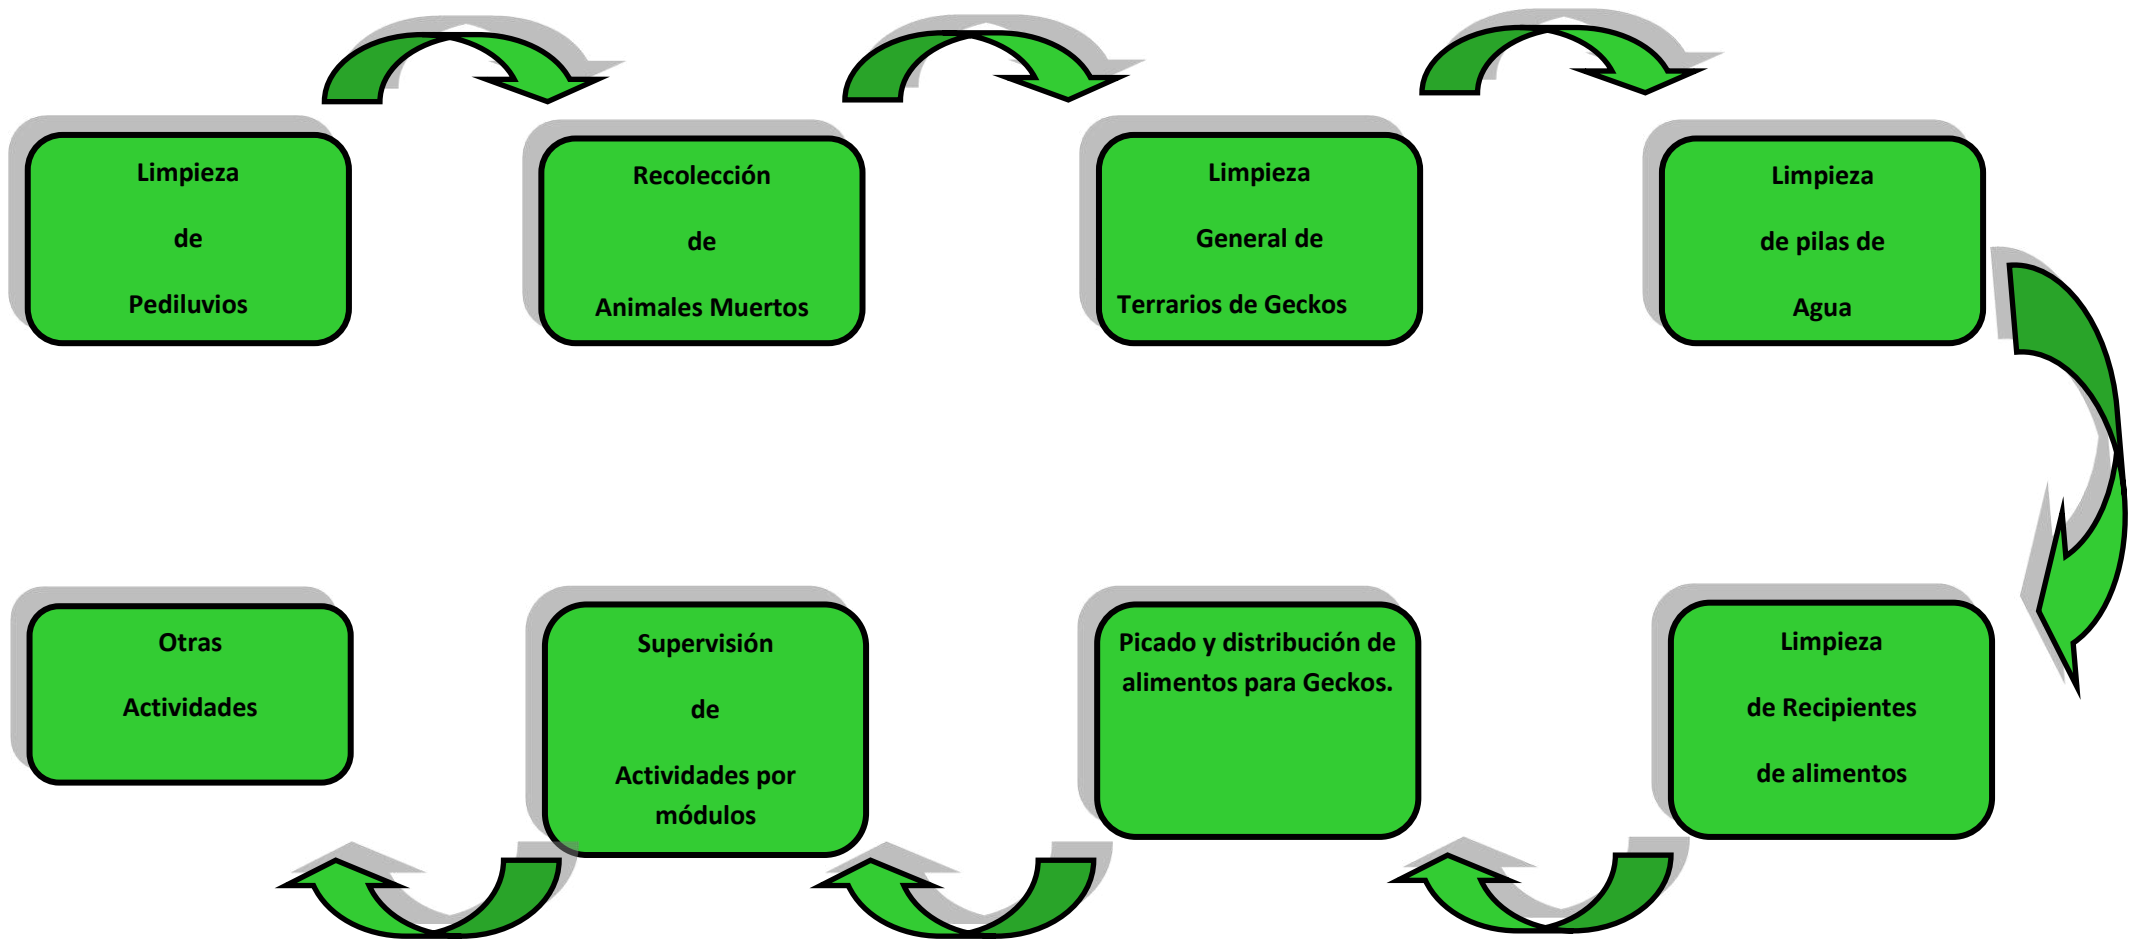 Limpieza
de
Pediluvios
Recolección
de
Animales Muertos
Limpieza
General de
Terrarios de Geckos
Limpieza
de pilas de
Agua
Limpieza
de Recipientes
de alimentos
Picado y distribución de
alimentos para Geckos.
Supervisión
de
Actividades por
módulos
Otras
Actividades